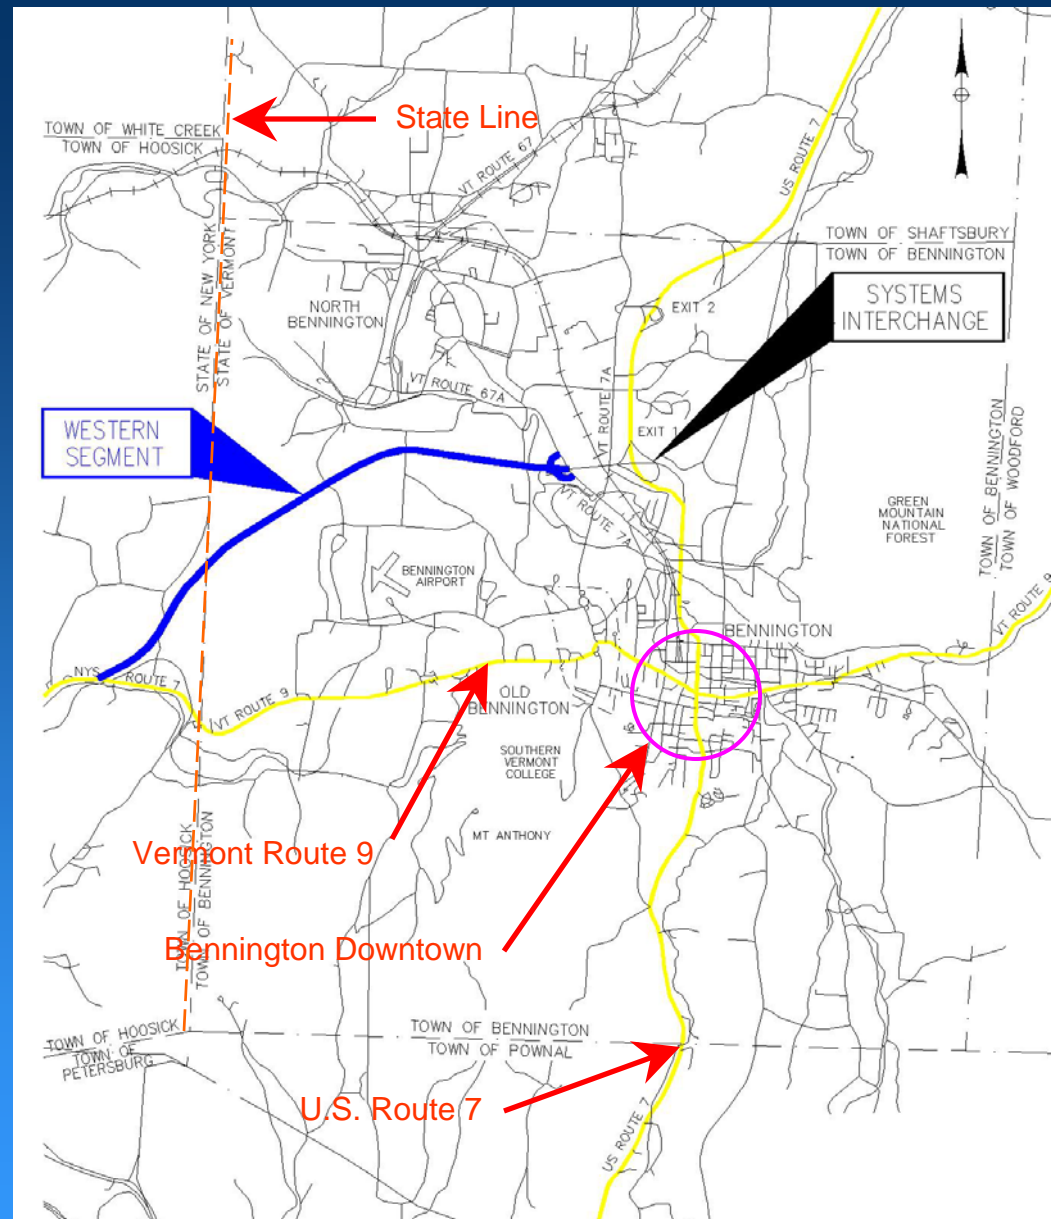 State Line
TOWN OF WHITE CREEK
TOWN OF HOOSICK
VT ROUTE 67
US ROUTE 7
TOWN OF SHAFTSBURY
TOWN OF BENNINGTON
STATE OF NEW YORK
STATE OF VERMONT
NORTH
BENNINGTON
EXIT 2
SYSTEMS
INTERCHANGE
VT ROUTE 67A
VT ROUTE 7A
EXIT 1
WESTERN
SEGMENT
TOWN OF BENNINGTON
TOWN OF WOODFORD
GREEN
MOUNTAIN
NATIONAL
FOREST
VT ROUTE 7A
BENNINGTON
AIRPORT
VT ROUTE 9
BENNINGTON
NYS ROUTE 7
VT ROUTE 9
OLD
BENNINGTON
SOUTHERN
VERMONT
COLLEGE
MT ANTHONY
Vermont Route 9
TOWN OF HOOSICK
TOWN OF BENNINGTON
Bennington Downtown
TOWN OF HOOSICK
TOWN OF
PETERSBURG
TOWN OF BENNINGTON
TOWN OF POWNAL
U.S. Route 7
US ROUTE 7